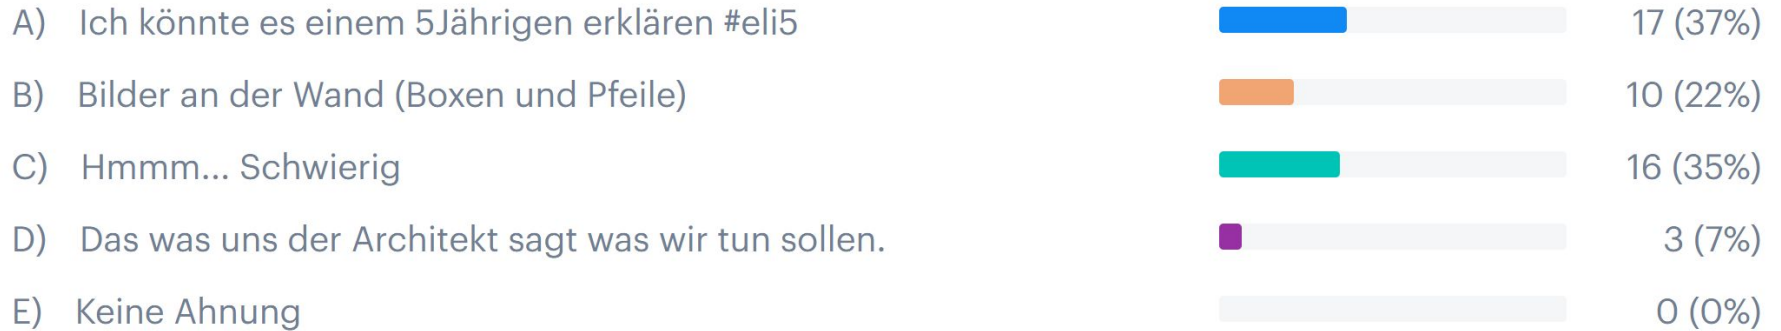 A) Ich könnte es einem 5Jährigen erklären #eli5 17 (37%)
B) Bilder an der Wand (Boxen und Pfeile) 10 (22%)
C) Hmmm... Schwierig 16 (35%)
D) Das was uns der Architekt sagt was wir tun sollen. 3 (7%)
E) Keine Ahnung 0 (0%)